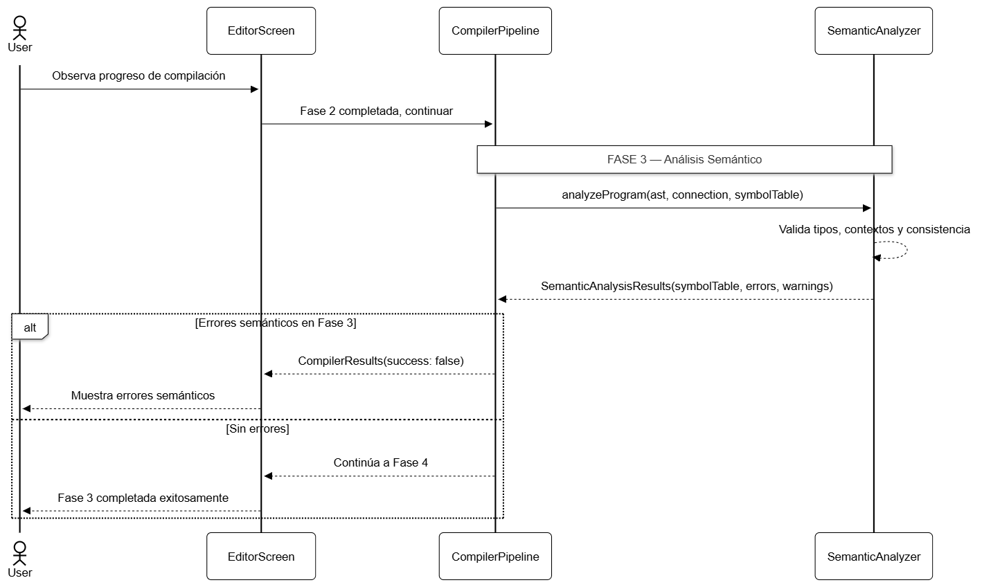 User
EditorScreen
CompilerPipeline
SemanticAnalyzer
Observa progreso de compilación
Fase 2 completada, continuar
FASE 3 — Análisis Semántico
analyzeProgram(ast, connection, symbolTable)
Valida tipos, contextos y consistencia
SemanticAnalysisResults(symbolTable, errors, warnings)
alt
[Errores semánticos en Fase 3]
CompilerResults(success: false)
Muestra errores semánticos
[Sin errores]
Continúa a Fase 4
Fase 3 completada exitosamente
User
EditorScreen
CompilerPipeline
SemanticAnalyzer